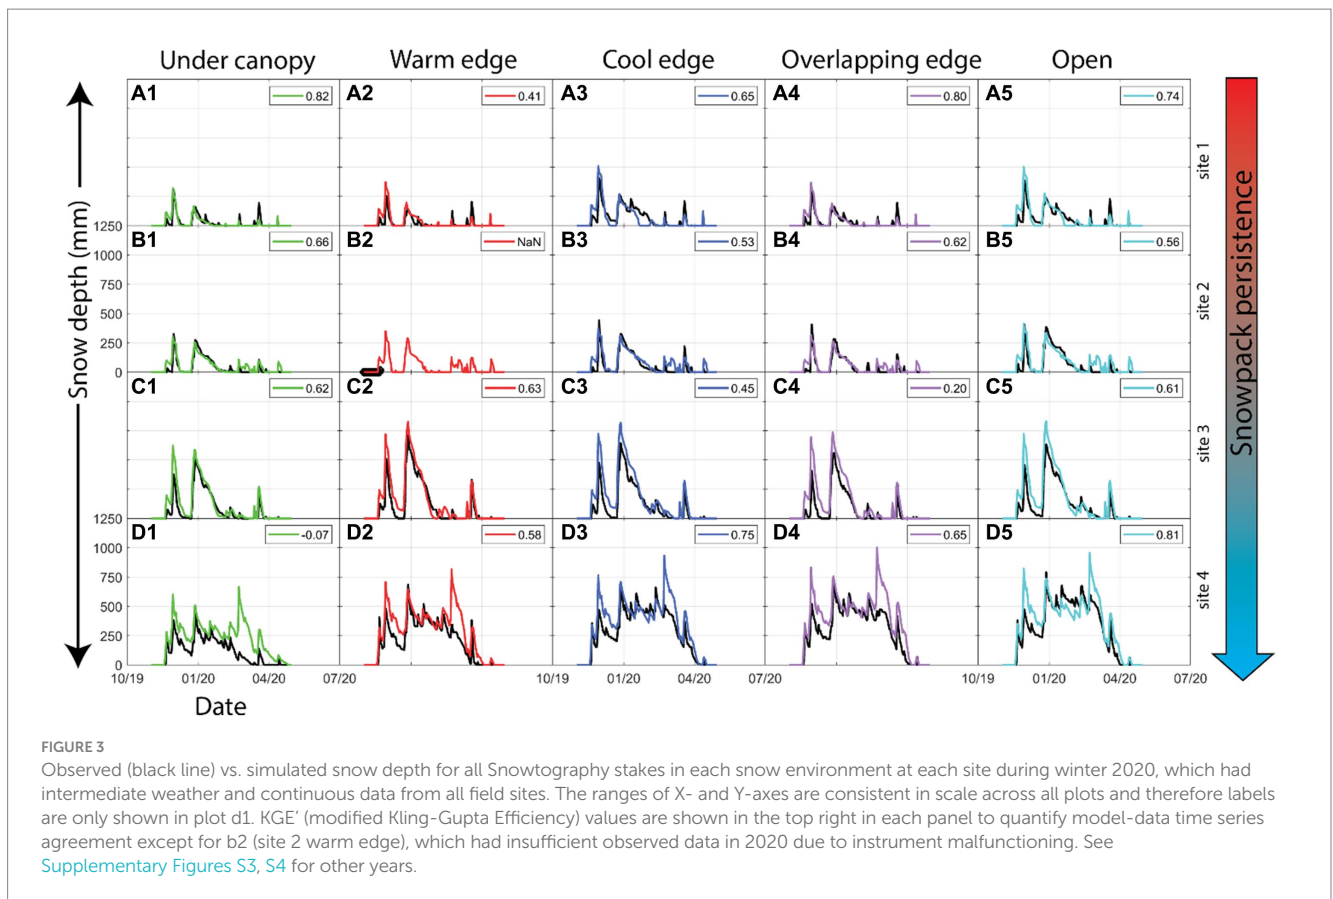 Under canopy Warm edge Cool edge Overlapping edge Open
A1 0.82 A2 0.41 A3 0.65 A4 0.80 A5 0.74
site 1
1250
B1 0.66 B2 NaN B3 0.53 B4 0.62 B5 0.56
1000
750
500
250
0
site 2
Snow depth (mm)
Snowpack persistence
C1 0.62 C2 0.63 C3 0.45 C4 0.20 C5 0.61
site 3
1250
D1 -0.07 D2 0.58 D3 0.75 D4 0.65 D5 0.81
1000
750
500
250
0
site 4
10/19 01/20 04/20 07/20 10/19 01/20 04/20 07/20 10/19 01/20 04/20 07/20
Date
FIGURE 3
Observed (black line) vs. simulated snow depth for all Snowtography stakes in each snow environment at each site during winter 2020, which had
intermediate weather and continuous data from all field sites. The ranges of X- and Y-axes are consistent in scale across all plots and therefore labels
are only shown in plot d1. KGE' (modified Kling-Gupta Efficiency) values are shown in the top right in each panel to quantify model-data time series
agreement except for b2 (site 2 warm edge), which had insufficient observed data in 2020 due to instrument malfunctioning. See
Supplementary Figures S3, S4 for other years.